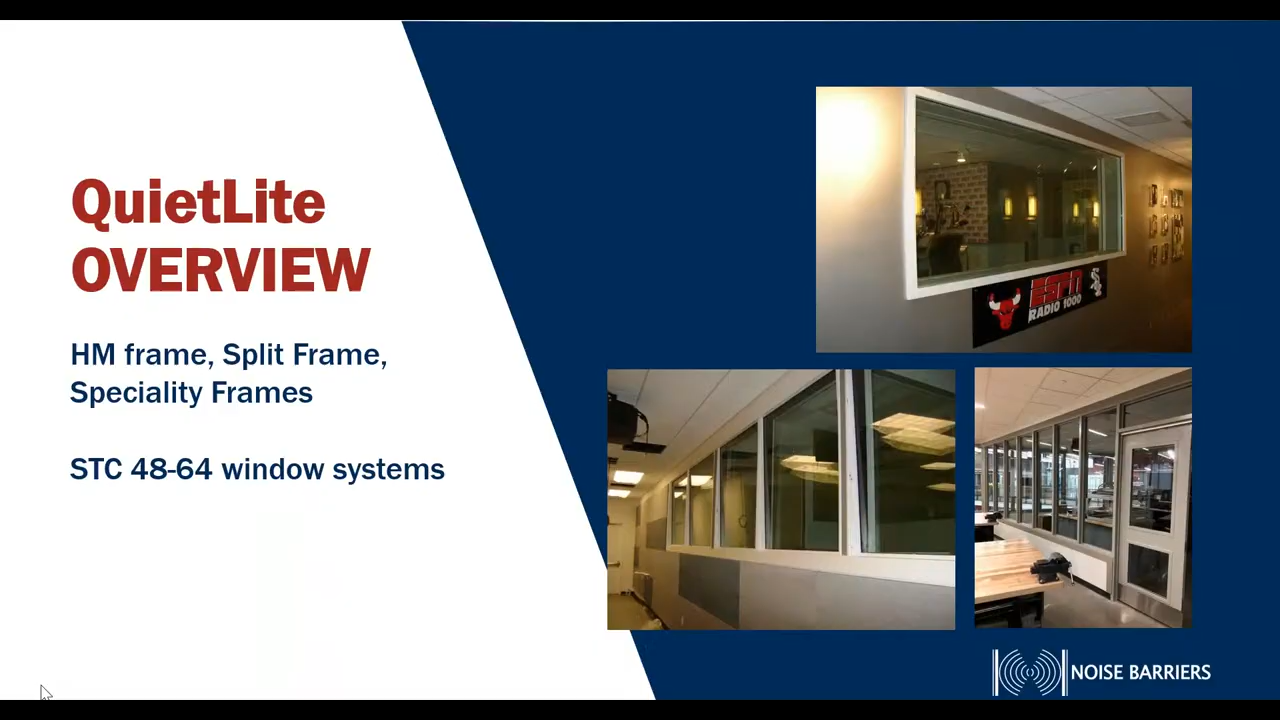 QuietLite
OVERVIEW
HM frame, Split Frame,
Speciality Frames
STC 48-64 window systems
ESPN
RADIO 1000
NOISE BARRIERS